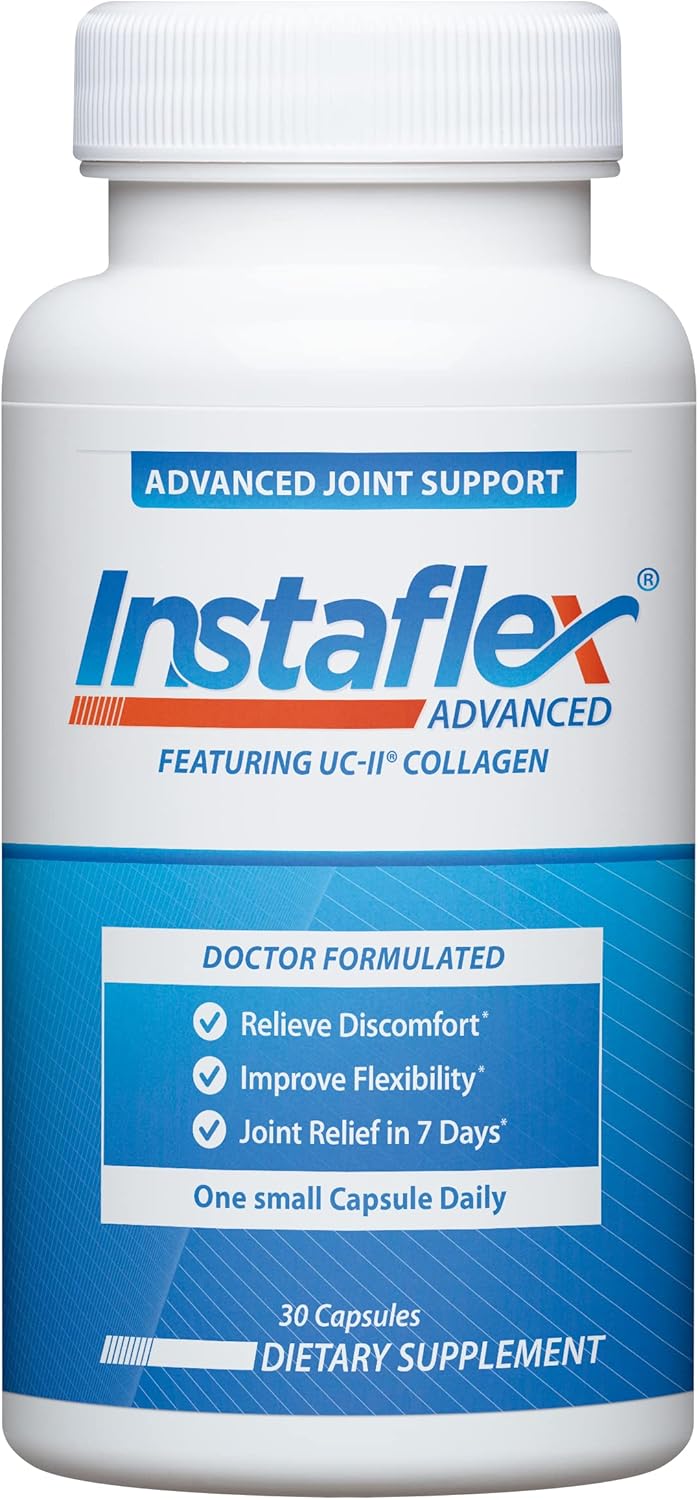 ADVANCED JOINT SUPPORT
Instaflex®
ADVANCED
FEATURING UC-II® COLLAGEN
DOCTOR FORMULATED
Relieve Discomfort*
Improve Flexibility*
Joint Relief in 7 Days*
One small Capsule Daily
30 Capsules
DIETARY SUPPLEMENT